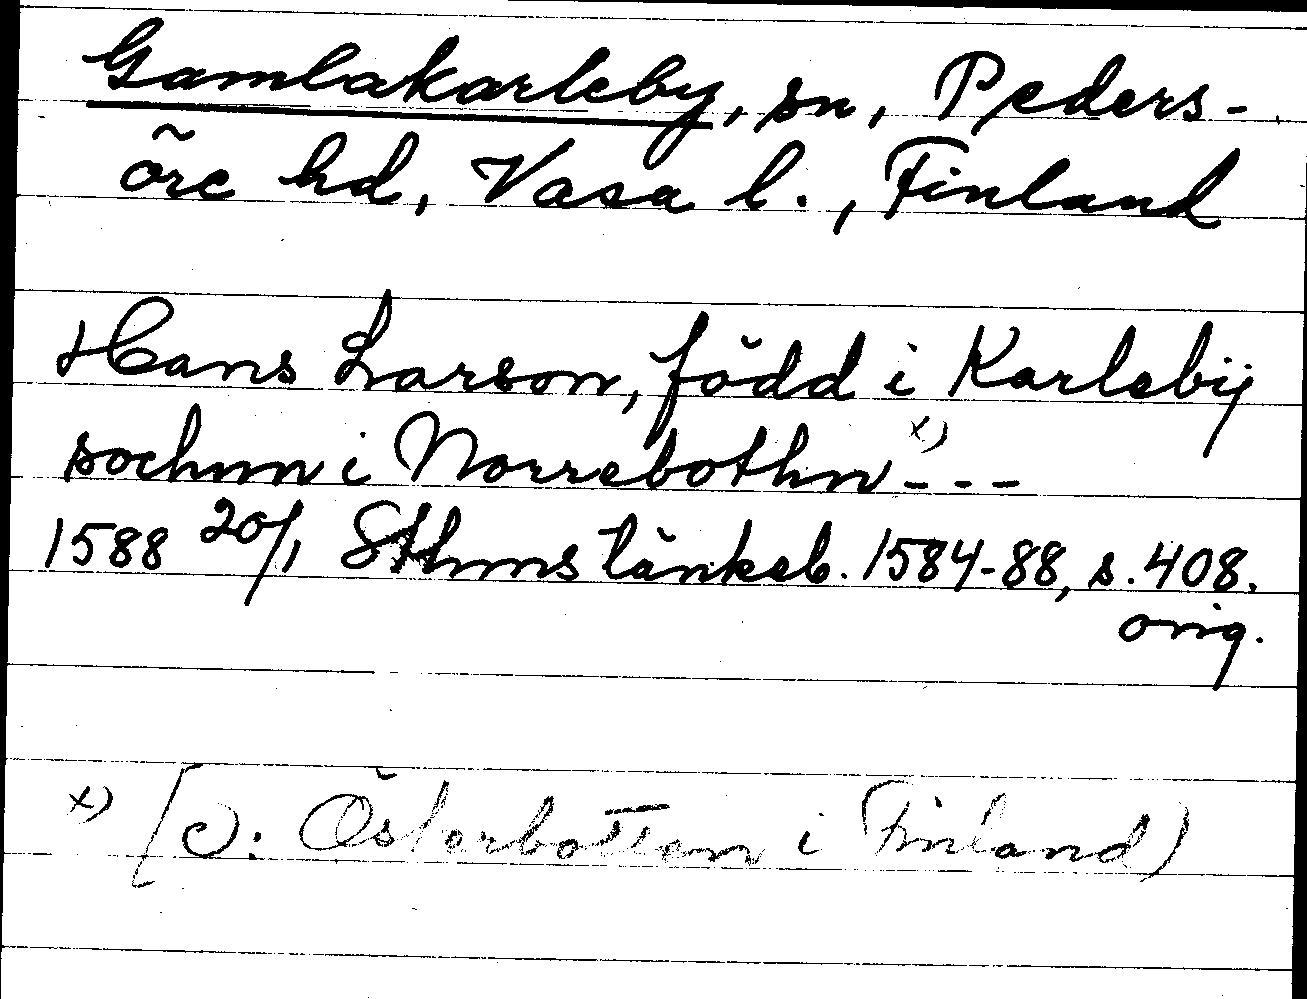 Gamlakarleby, sn, Peders-
öre hd, Vasa l., Finland
Hans Larson, född i Karlebij
sochnn i Norrebothn x) ---
1588 20/1 Sthms tänkeb. 1584-88, s. 408.
orig.
x) [ɔ: Österbotten i Finland)